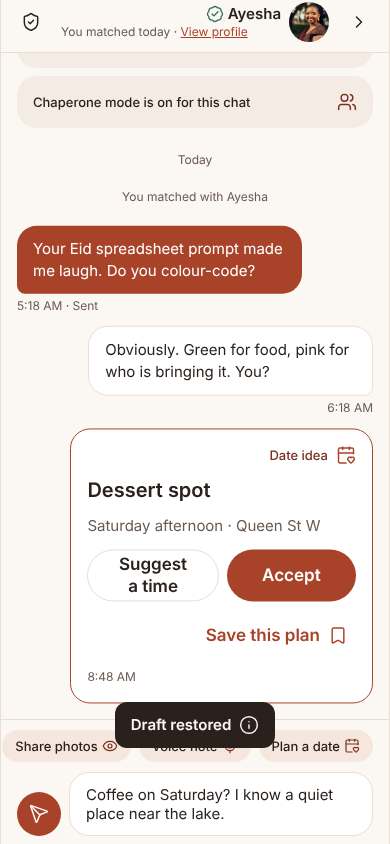 Ayesha
You matched today · View profile
Chaperone mode is on for this chat
Today
You matched with Ayesha
Your Eid spreadsheet prompt made
me laugh. Do you colour-code?
5:18 AM · Sent
Obviously. Green for food, pink for
who is bringing it. You?
6:18 AM
Date idea
Dessert spot
Saturday afternoon · Queen St W
Suggest
a time
Accept
Save this plan
8:48 AM
Draft restored
Share photos
Voice note
Plan a date
Coffee on Saturday? I know a quiet
place near the lake.